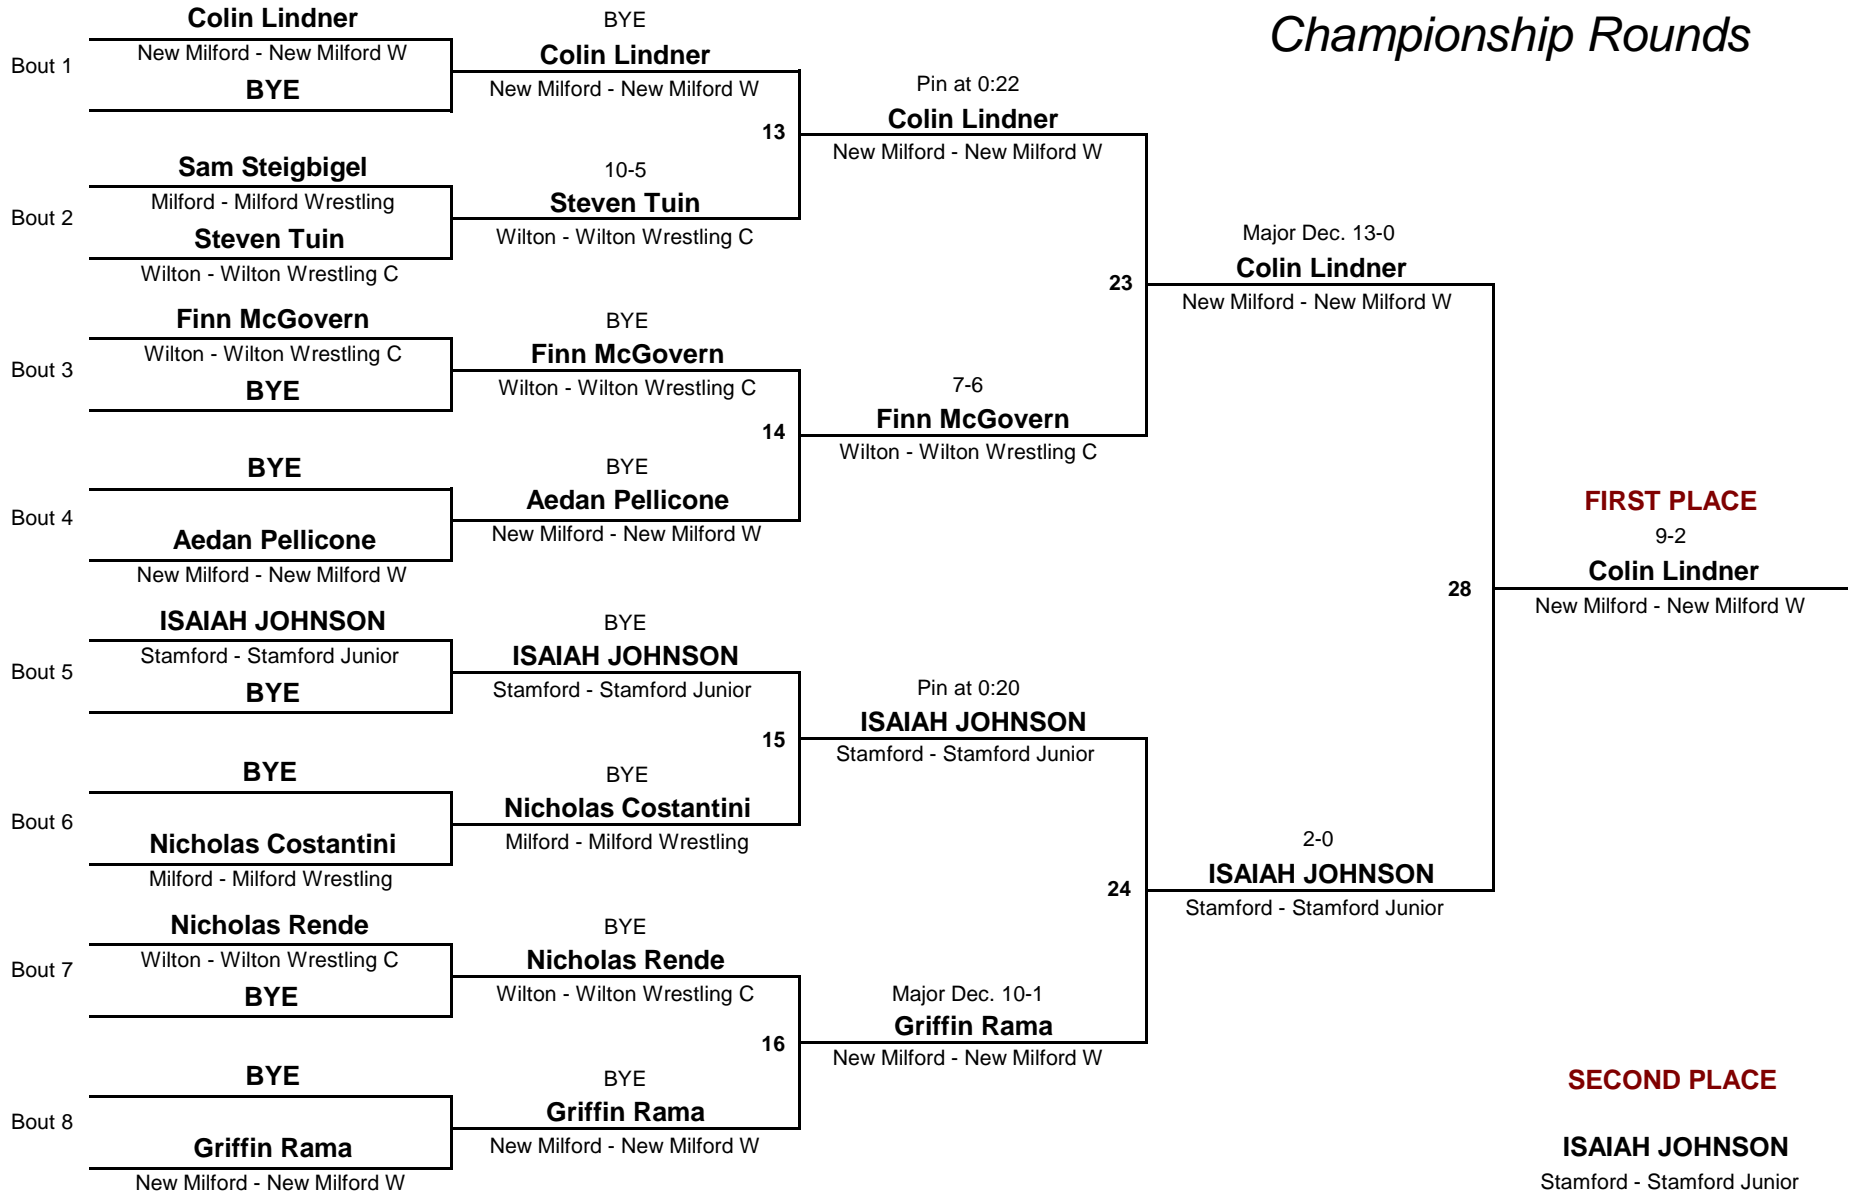 Championship Rounds
Bout 1
Colin Lindner
New Milford - New Milford W
BYE
Bout 2
Sam Steigbigel
Milford - Milford Wrestling
Steven Tuin
Wilton - Wilton Wrestling C
Bout 3
Finn McGovern
Wilton - Wilton Wrestling C
BYE
Bout 4
BYE
Aedan Pellicone
New Milford - New Milford W
Bout 5
ISAIAH JOHNSON
Stamford - Stamford Junior
BYE
Bout 6
BYE
Nicholas Costantini
Milford - Milford Wrestling
Bout 7
Nicholas Rende
Wilton - Wilton Wrestling C
BYE
Bout 8
BYE
Griffin Rama
New Milford - New Milford W
BYE
Colin Lindner
New Milford - New Milford W
13
10-5
Steven Tuin
Wilton - Wilton Wrestling C
BYE
Finn McGovern
Wilton - Wilton Wrestling C
14
BYE
Aedan Pellicone
New Milford - New Milford W
BYE
ISAIAH JOHNSON
Stamford - Stamford Junior
15
BYE
Nicholas Costantini
Milford - Milford Wrestling
BYE
Nicholas Rende
Wilton - Wilton Wrestling C
16
BYE
Griffin Rama
New Milford - New Milford W
Pin at 0:22
Colin Lindner
New Milford - New Milford W
23
7-6
Finn McGovern
Wilton - Wilton Wrestling C
Pin at 0:20
ISAIAH JOHNSON
Stamford - Stamford Junior
24
Major Dec. 10-1
Griffin Rama
New Milford - New Milford W
Major Dec. 13-0
Colin Lindner
New Milford - New Milford W
28
2-0
ISAIAH JOHNSON
Stamford - Stamford Junior
FIRST PLACE
9-2
Colin Lindner
New Milford - New Milford W
SECOND PLACE
ISAIAH JOHNSON
Stamford - Stamford Junior